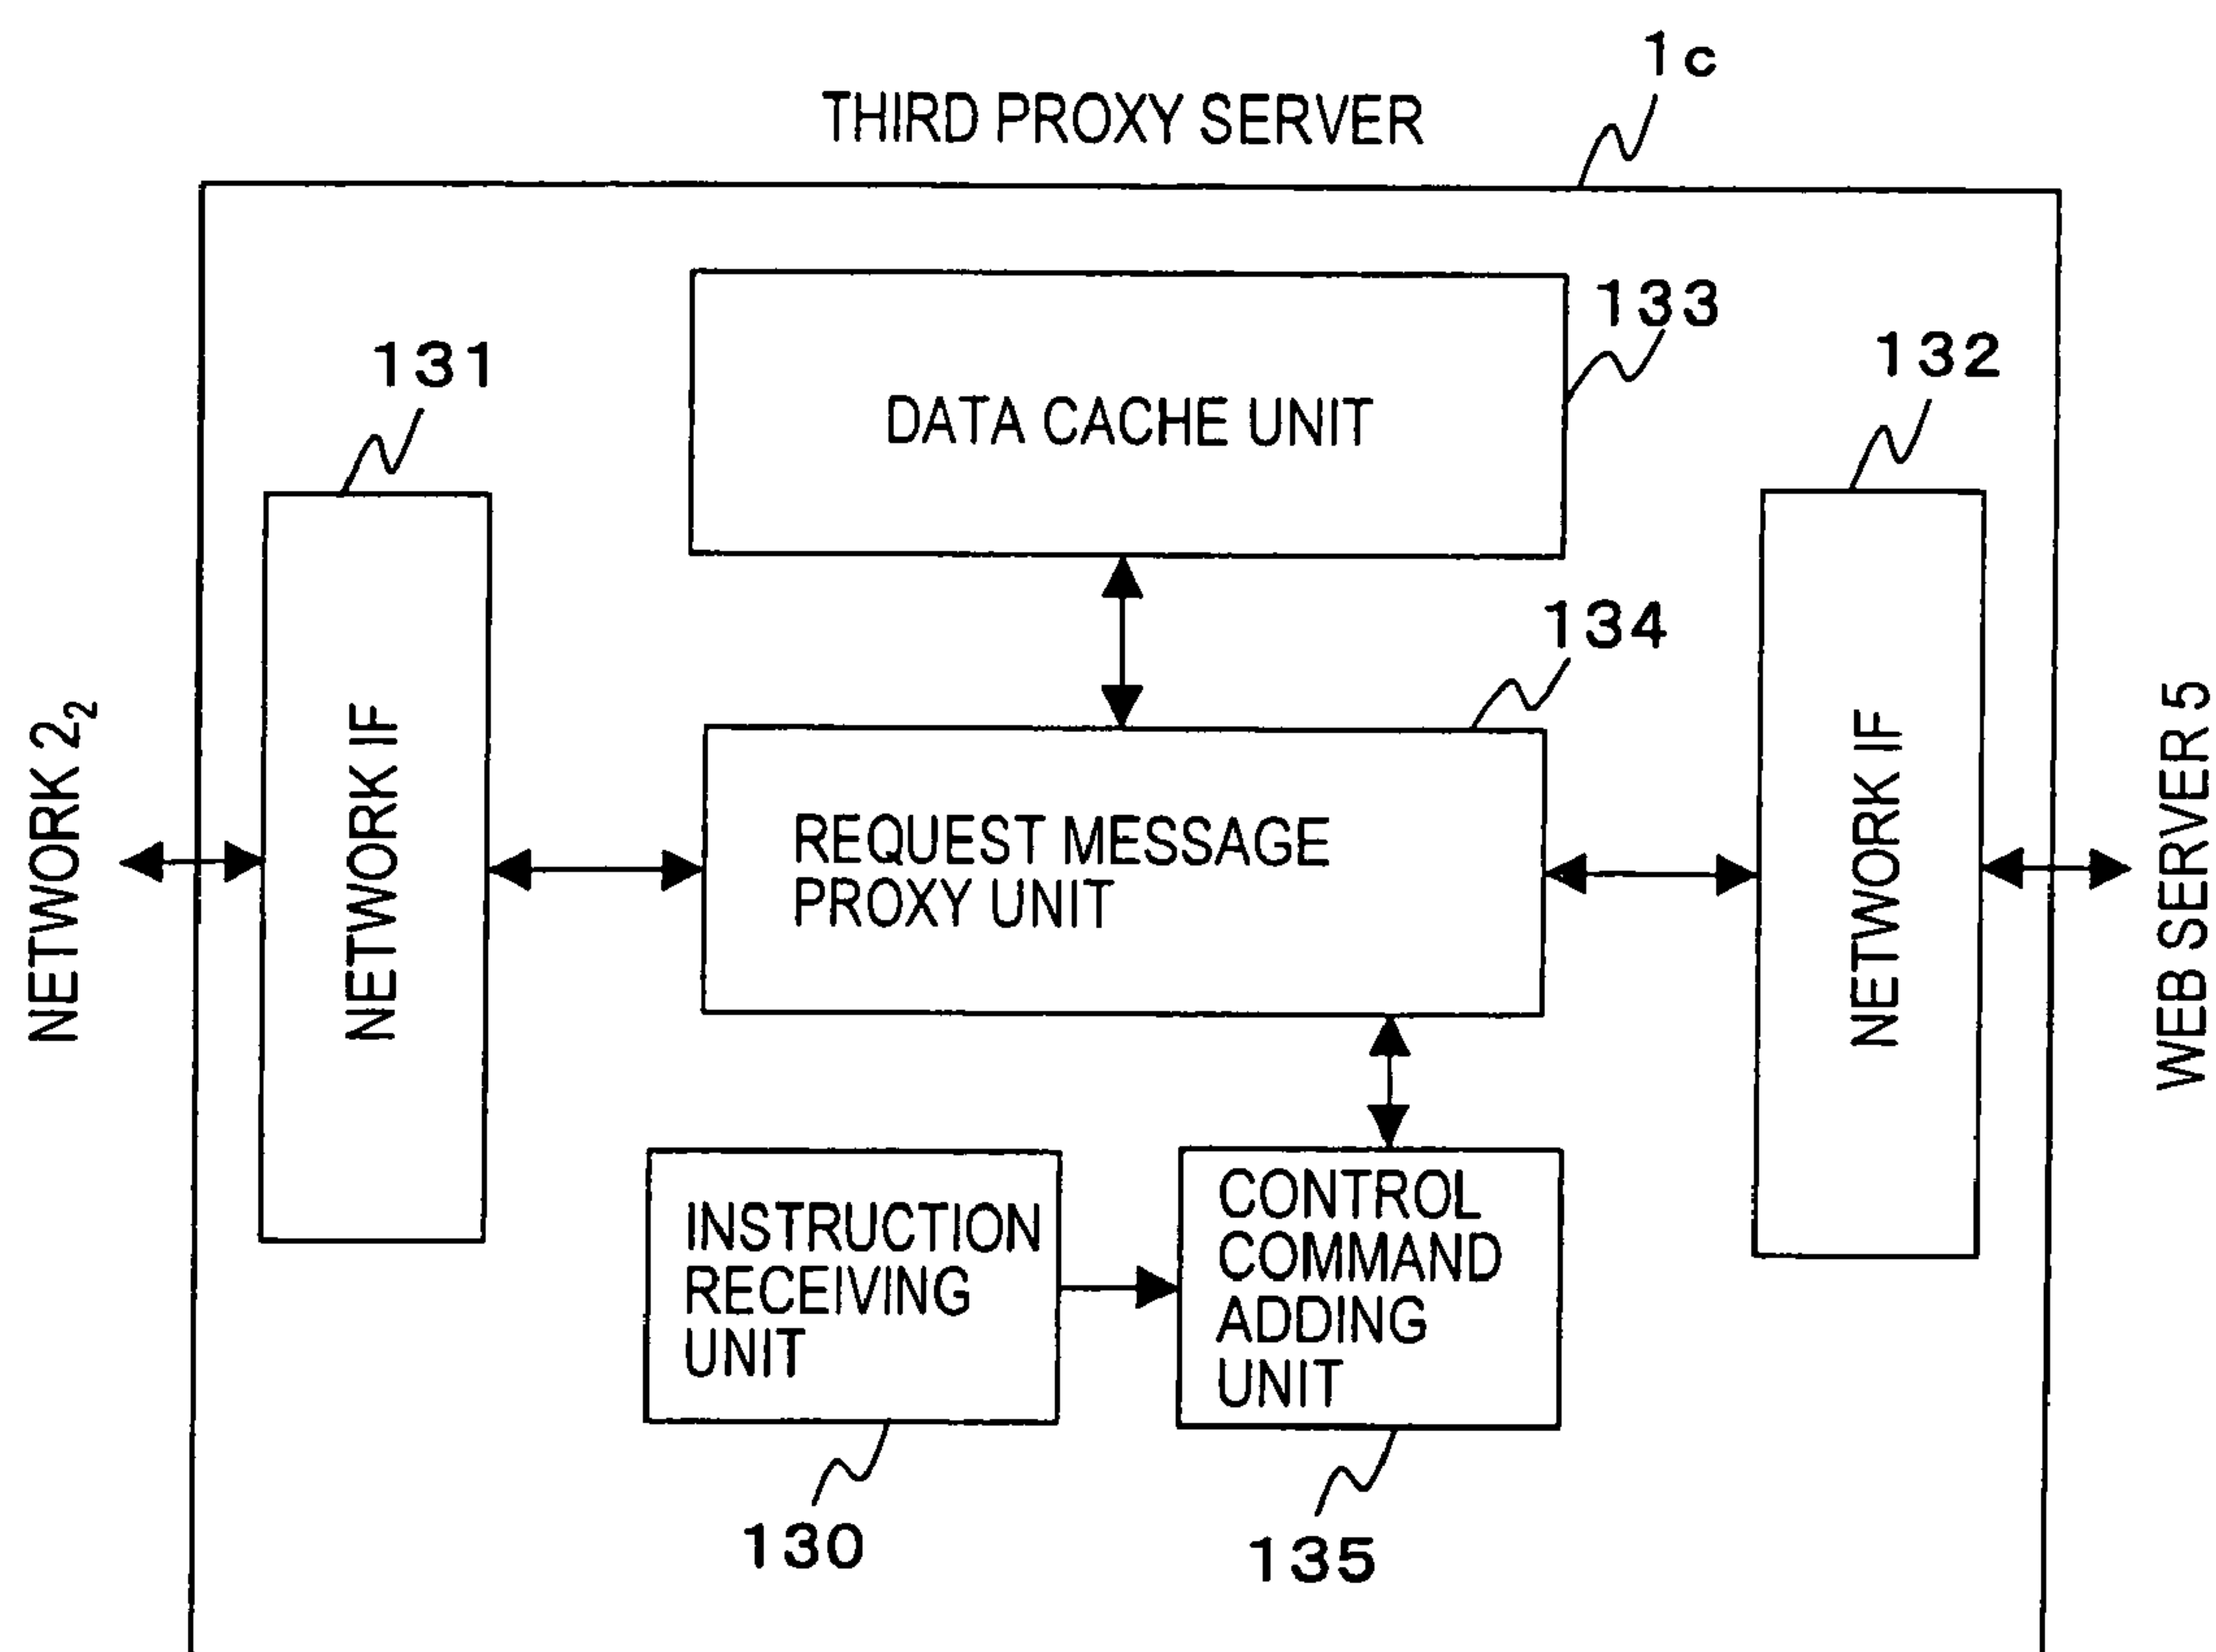 1c
THIRD PROXY SERVER
133
131
132
DATA CACHE UNIT
134
NETWORK 2₂
NETWORK IF
REQUEST MESSAGE
PROXY UNIT
NETWORK IF
WEB SERVER 5
INSTRUCTION
RECEIVING
UNIT
CONTROL
COMMAND
ADDING
UNIT
130
135